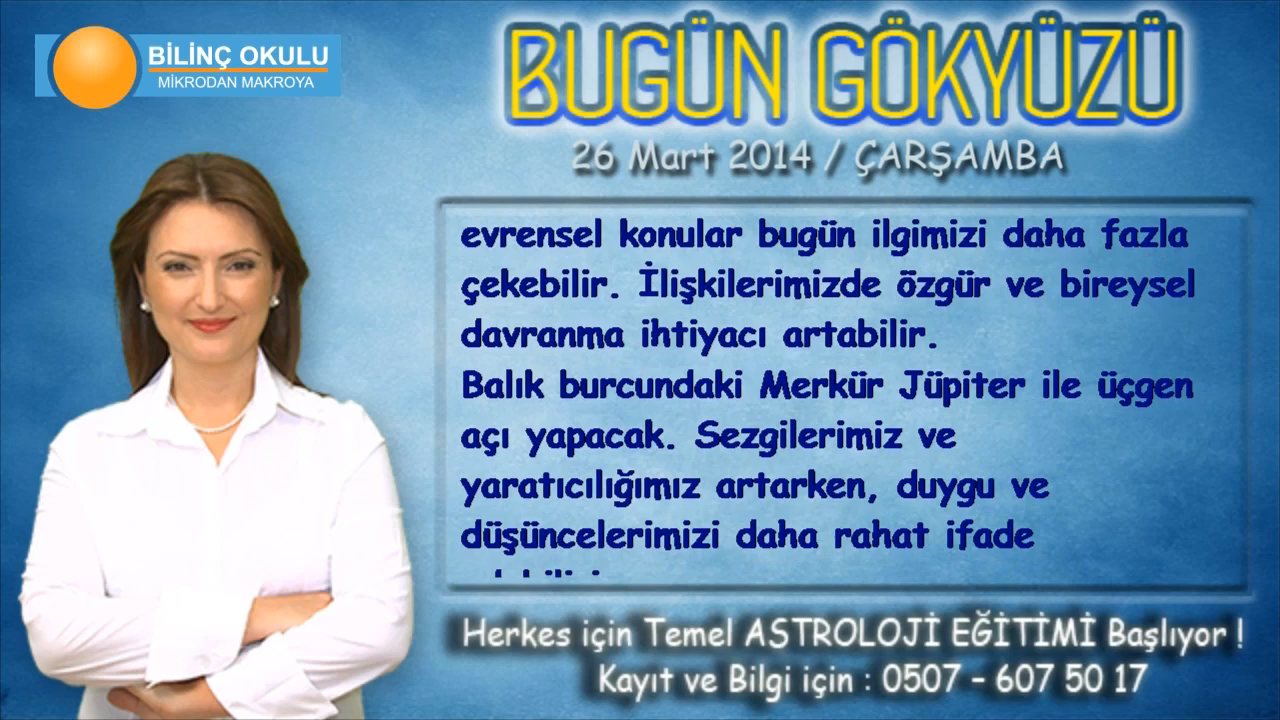 BİLİNÇ OKULU
MİKRODAN MAKROYA
BUGÜN GÖKYÜZÜ
26 Mart 2014 / ÇARŞAMBA
evrensel konular bugün ilgimizi daha fazla
çekebilir. İlişkilerimizde özgür ve bireysel
davranma ihtiyacı artabilir.
Balık burcundaki Merkür Jüpiter ile üçgen
açı yapacak. Sezgilerimiz ve
yaratıcılığımız artarken, duygu ve
düşüncelerimizi daha rahat ifade
Herkes için Temel ASTROLOJİ EĞİTİMİ Başlıyor !
Kayıt ve Bilgi için : 0507 - 607 50 17